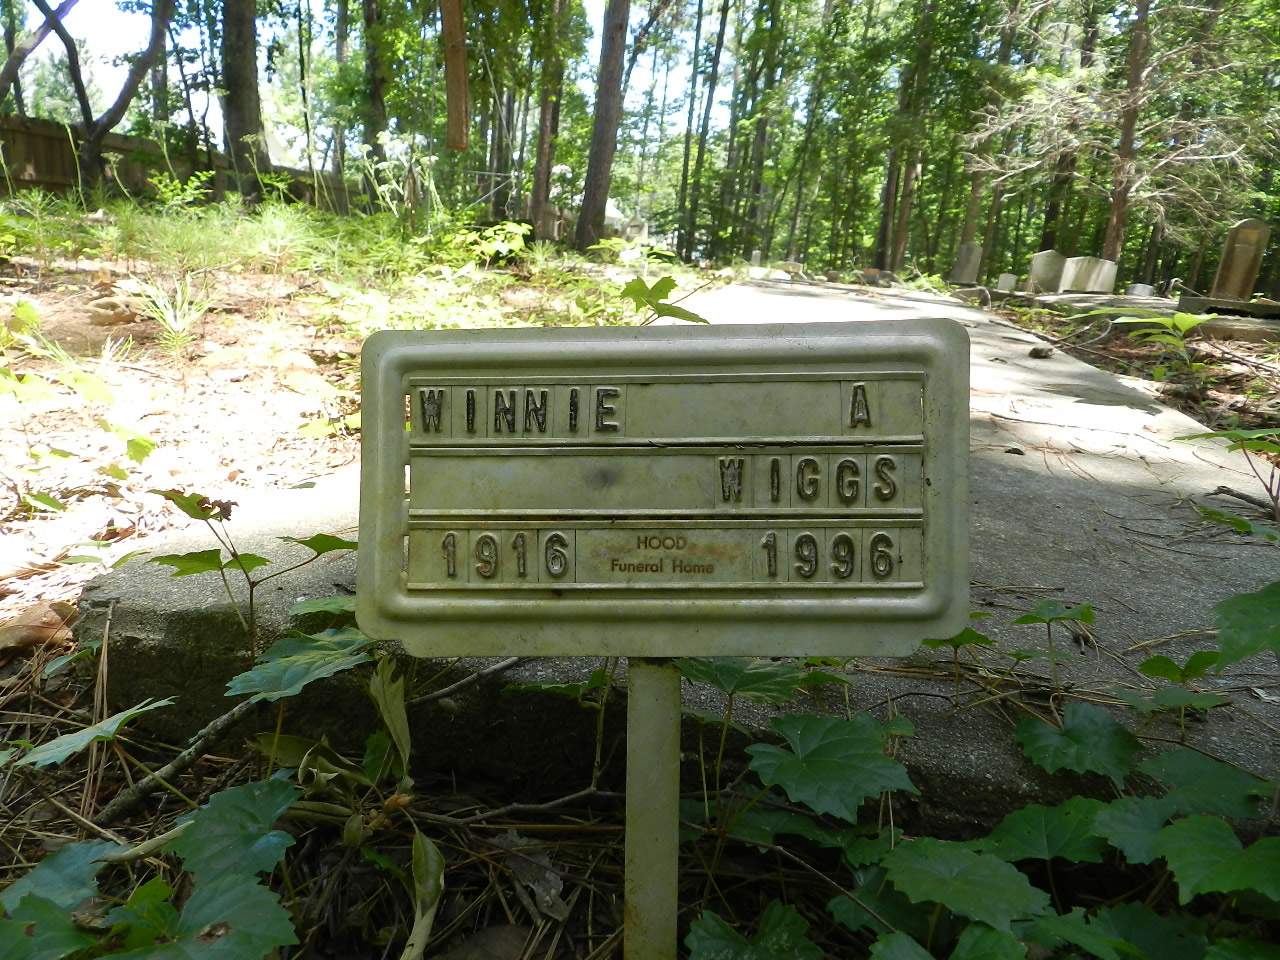 WINNIE A
WIGGS
1916 HOOD Funeral Home 1996